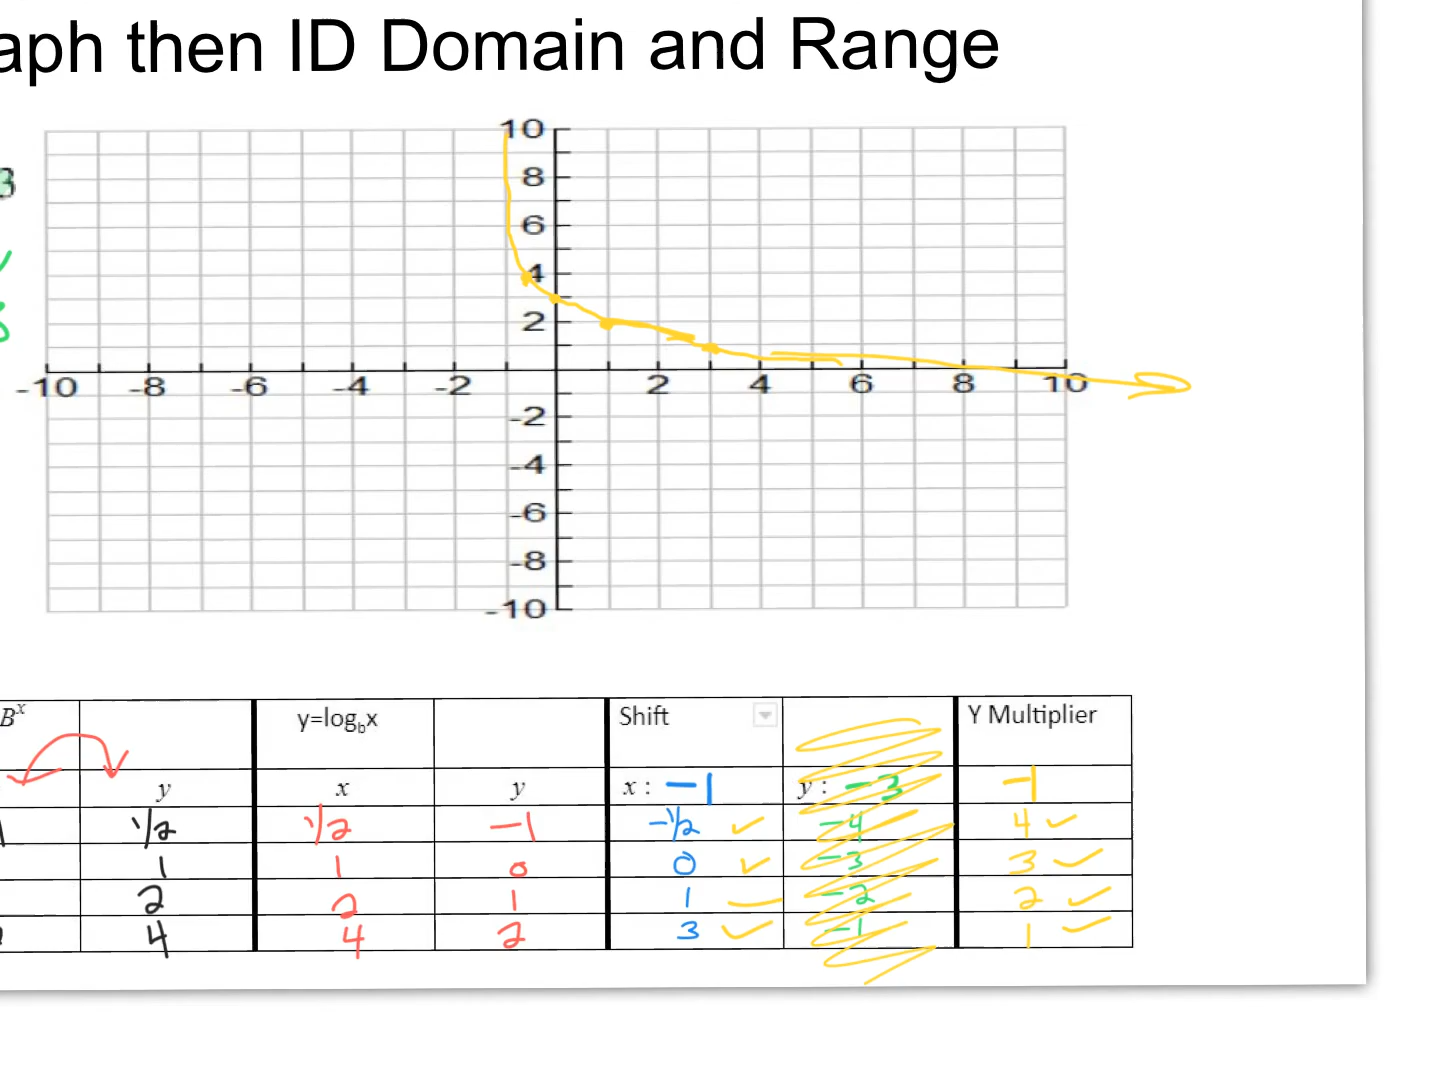 aph then ID Domain and Range
3
10
8
6
4
2
-10 -8 -6 -4 -2 2 4 6 8 10
-2
-4
-6
-8
-10
Bˣ y=log_b x Shift Y Multiplier
y x y x : -1 y : -3 -1
1/2 1/2 -1 -1/2 ✓ -4 4 ✓
1 1 0 0 ✓ -3 3 ✓
2 2 1 1 -2 2 ✓
4 4 2 3 ✓ -1 1 ✓